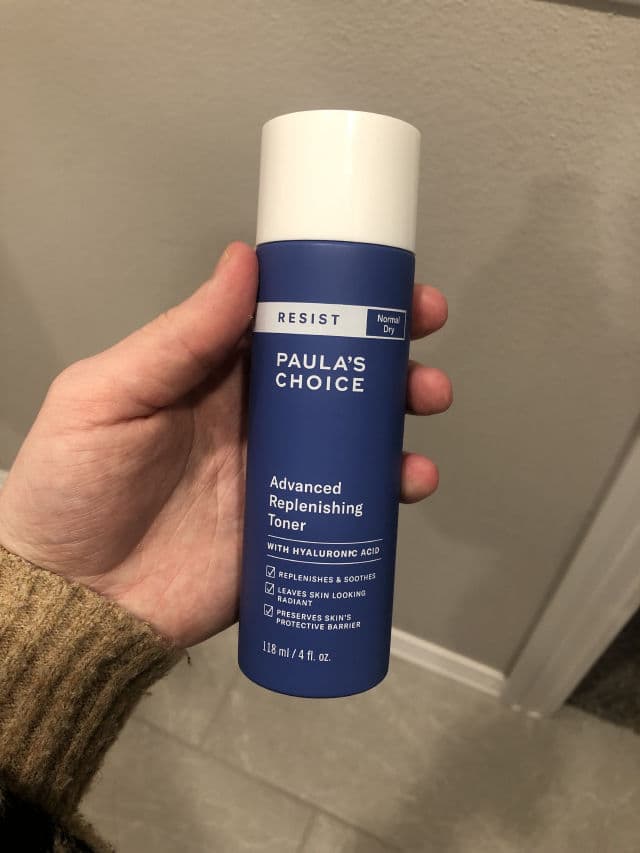 RESIST
Normal
Dry
PAULA'S
CHOICE
Advanced
Replenishing
Toner
WITH HYALURONIC ACID
REPLENISHES & SOOTHES
LEAVES SKIN LOOKING
RADIANT
PRESERVES SKIN'S
PROTECTIVE BARRIER
118 ml / 4 fl. oz.